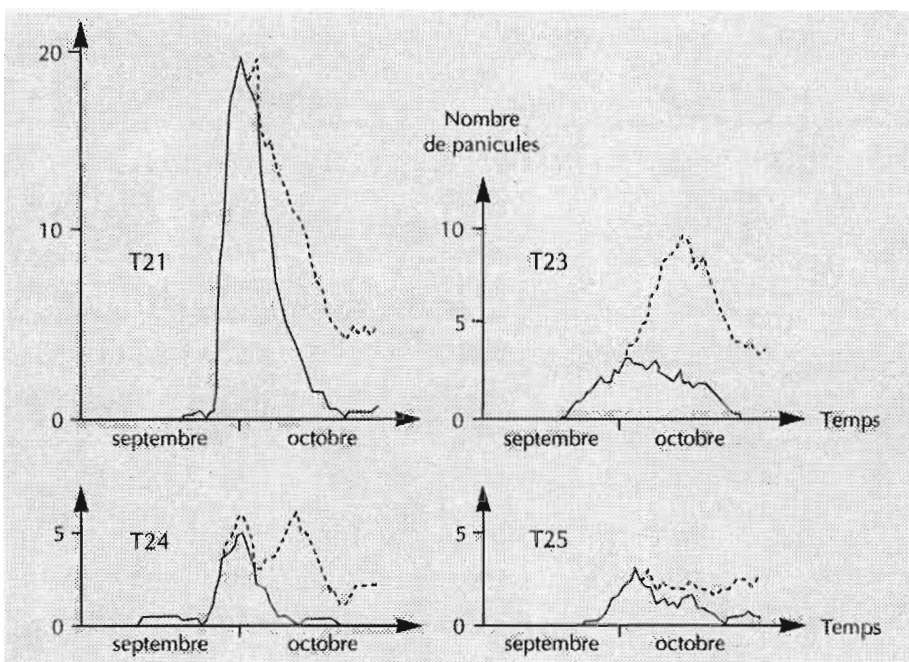 20
10
T21
0
septembre
octobre
Nombre
de panicules
10
T23
5
0
Temps
septembre
octobre
5
T24
0
septembre
octobre
5
T25
0
Temps
septembre
octobre